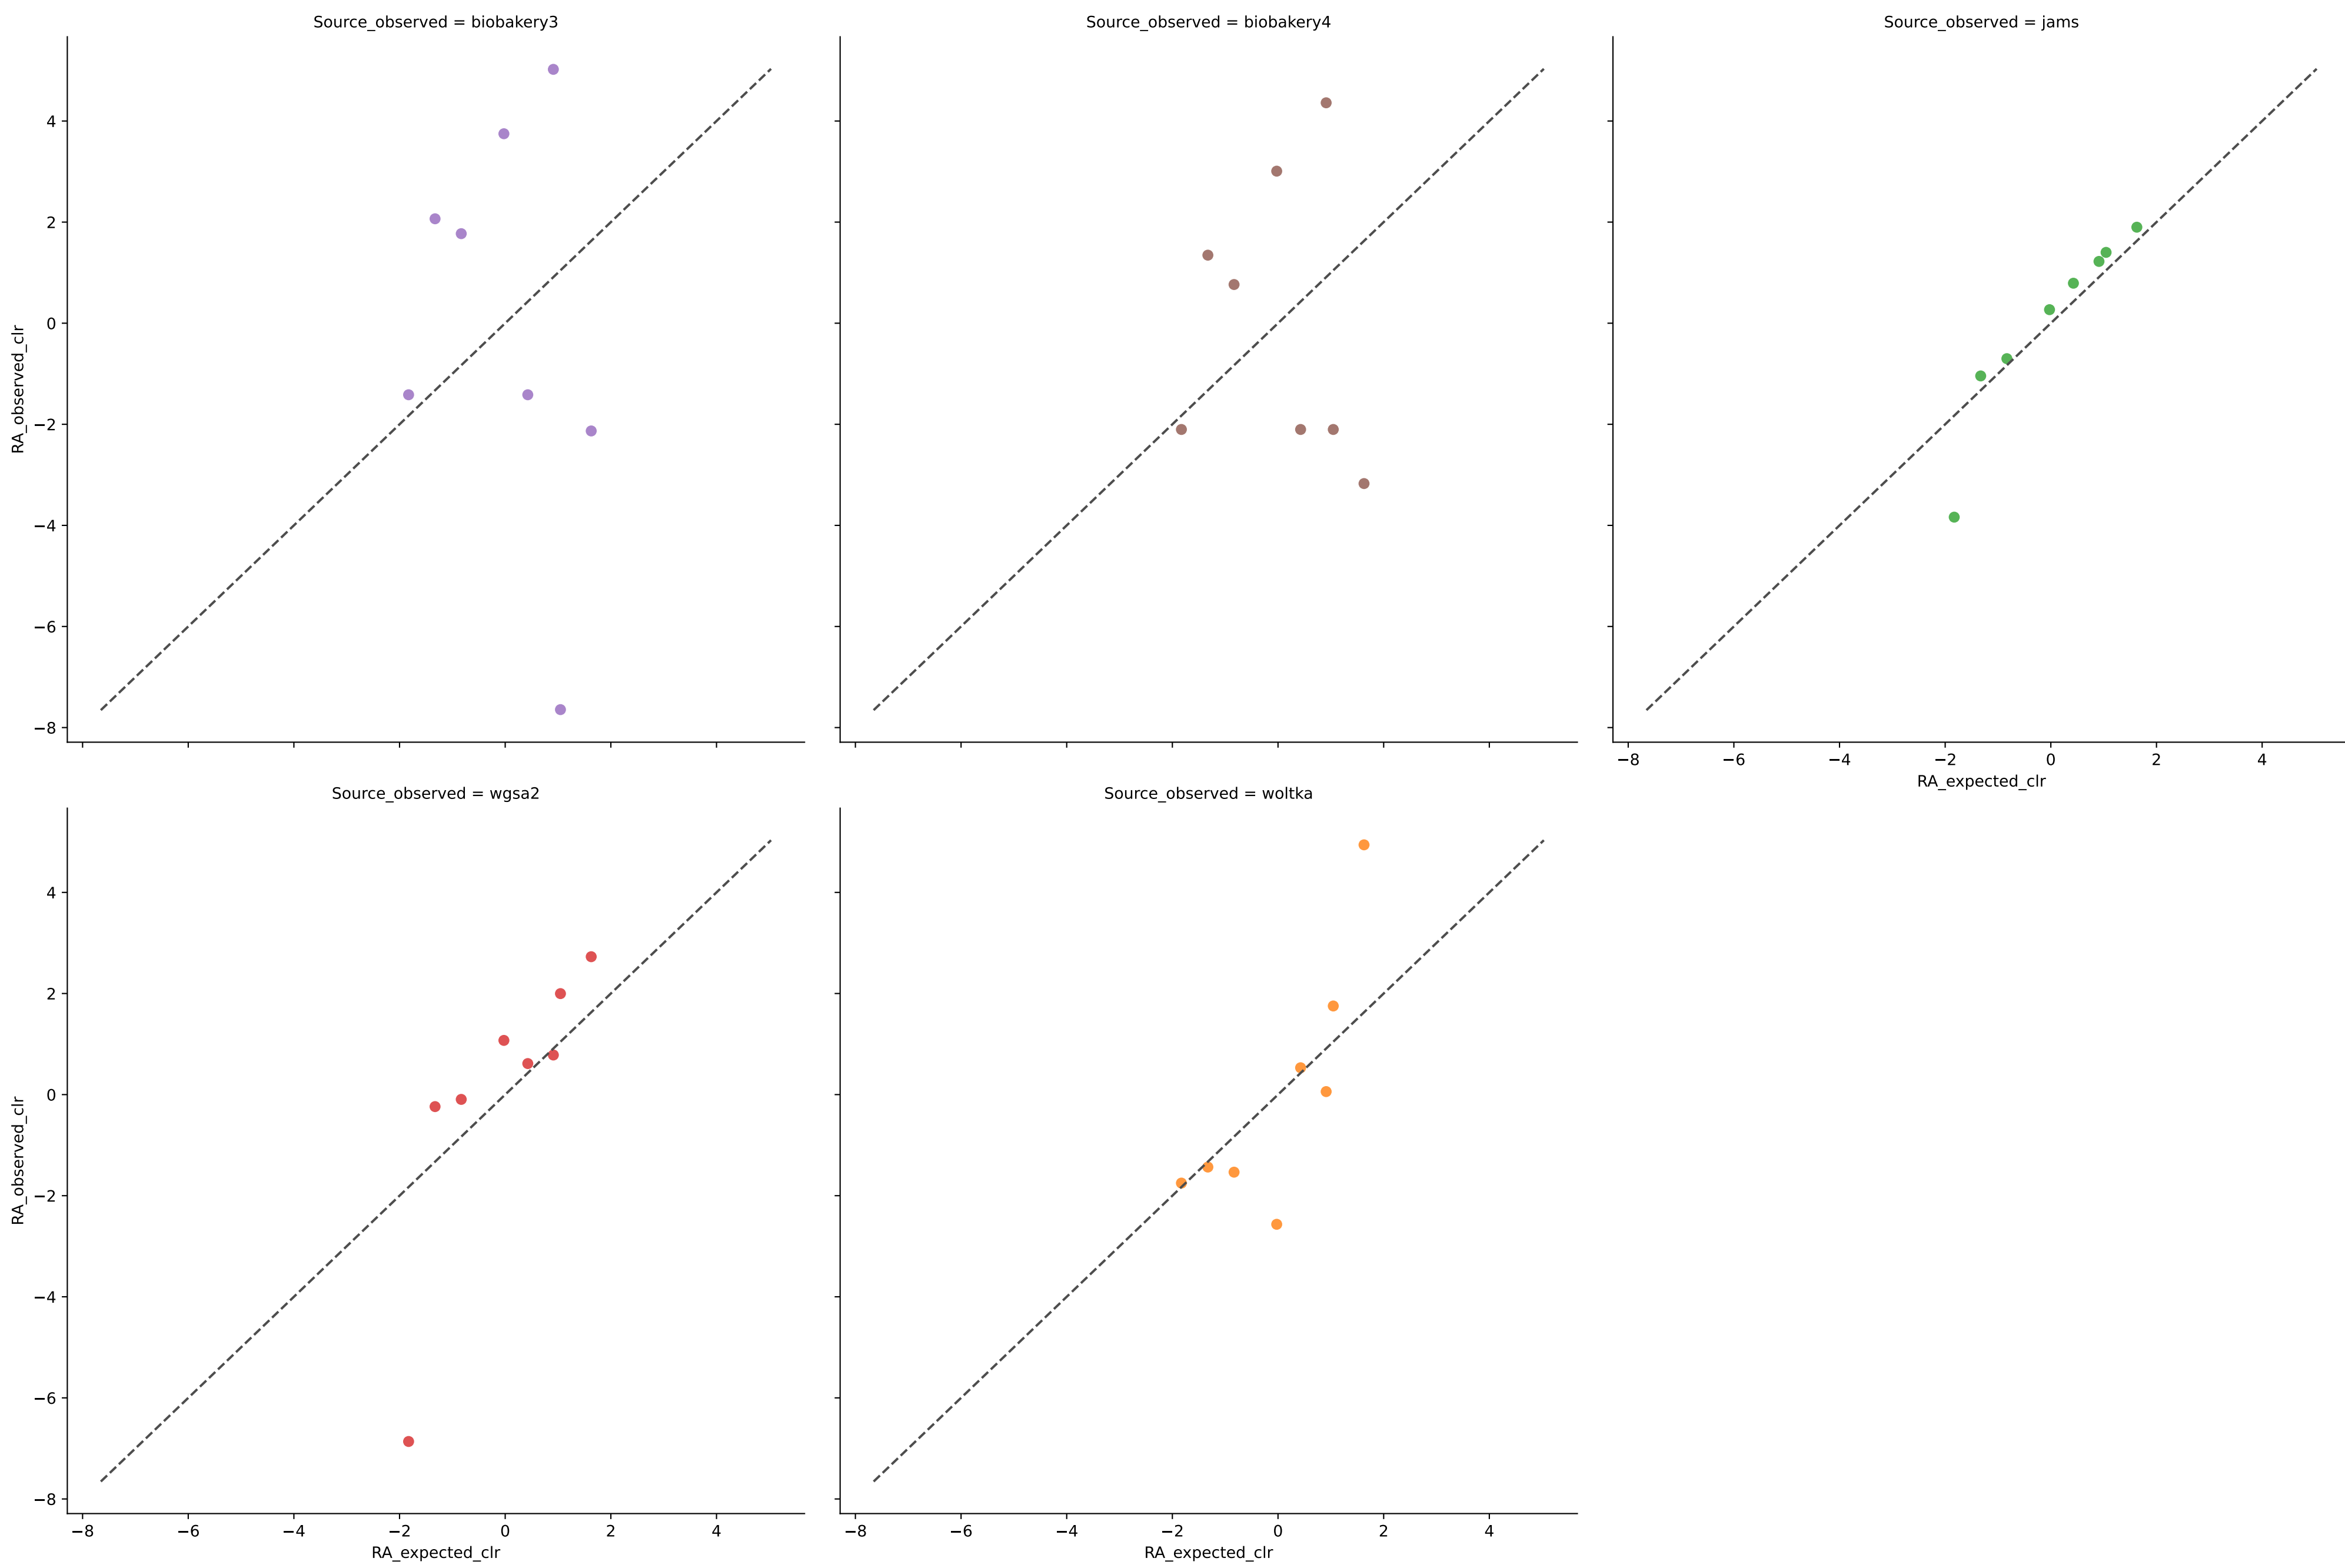 Source_observed = biobakery3
Source_observed = biobakery4
Source_observed = jams
RA_observed_clr
4
2
0
−2
−4
−6
−8
−8 −6 −4 −2 0 2 4
RA_expected_clr
Source_observed = wgsa2
Source_observed = woltka
RA_observed_clr
4
2
0
−2
−4
−6
−8
−8 −6 −4 −2 0 2 4
RA_expected_clr
−8 −6 −4 −2 0 2 4
RA_expected_clr